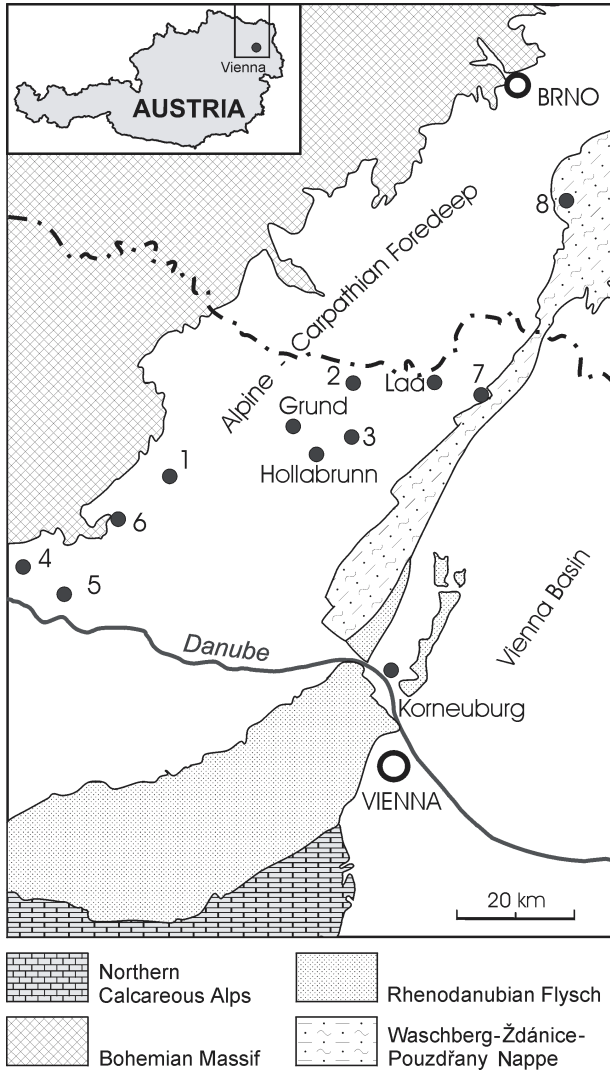 Vienna
AUSTRIA
BRNO
8
Alpine - Carpathian Foredeep
2
Laa
7
Grund
3
Hollabrunn
1
6
4
5
Vienna Basin
Danube
Korneuburg
VIENNA
20 km
Northern
Calcareous Alps
Rhenodanubian Flysch
Bohemian Massif
Waschberg-Ždánice-
Pouzdřany Nappe